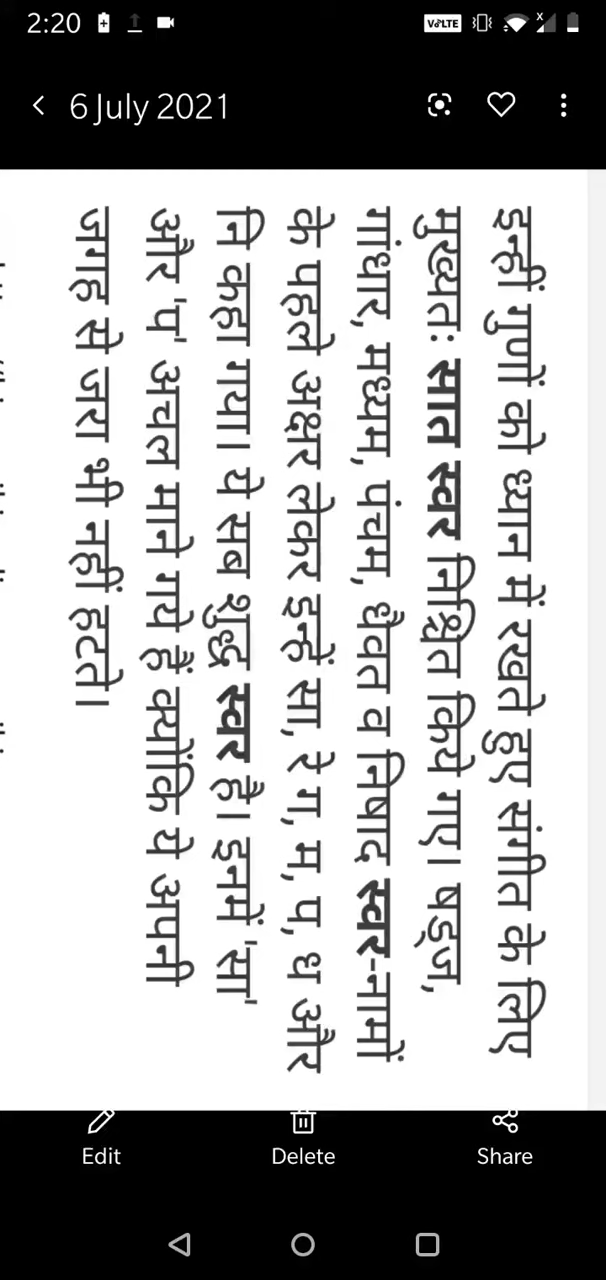 2:20
VoLTE
6 July 2021
इन्हीं गुणों को ध्यान में रखते हुए संगीत के लिए
मुख्यतः सात स्वर निश्चित किये गए। षड्ज,
गांधार, मध्यम, पंचम, धैवत व निषाद स्वर-नामों
के पहले अक्षर लेकर इन्हें सा, रे ग, म, प, ध और
नि कहा गया। ये सब शुद्ध स्वर है। इनमें 'सा'
और 'प' अचल माने गये हैं क्योंकि ये अपनी
जगह से जरा भी नहीं हटते।
Edit
Delete
Share